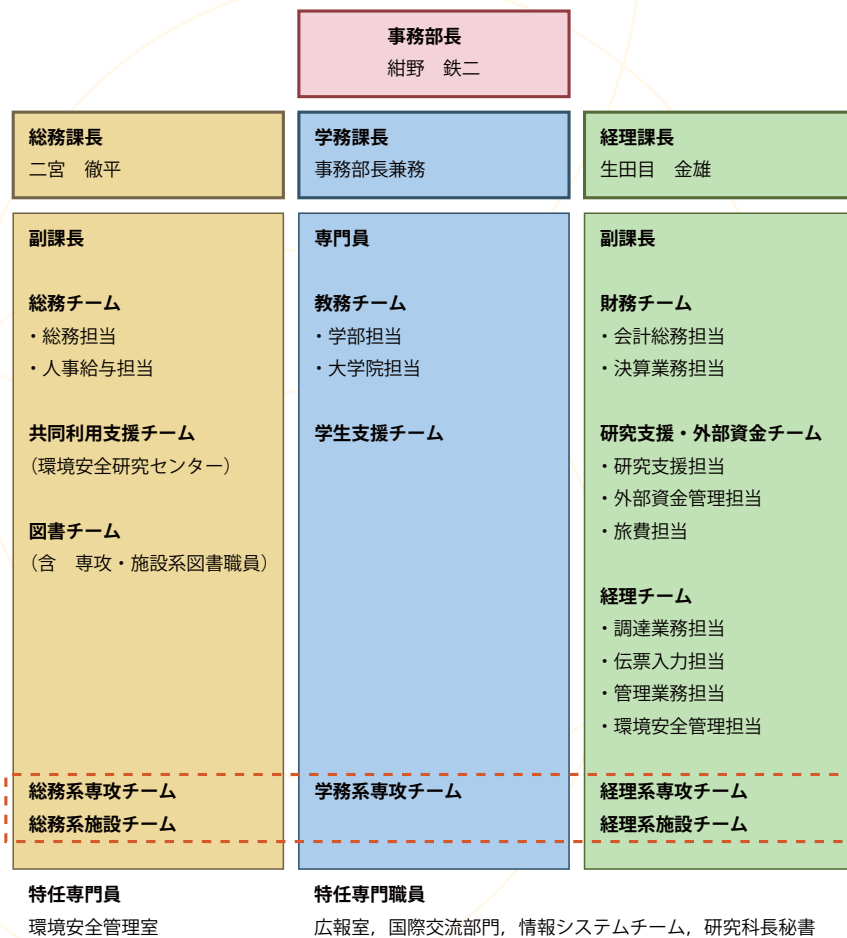 事務部長
紺野　鉄二
総務課長
二宮　徹平
学務課長
事務部長兼務
経理課長
生田目　金雄
副課長
総務チーム
・総務担当
・人事給与担当
共同利用支援チーム
（環境安全研究センター）
図書チーム
（含　専攻・施設系図書職員）
総務系専攻チーム
総務系施設チーム
専門員
教務チーム
・学部担当
・大学院担当
学生支援チーム
学務系専攻チーム
副課長
財務チーム
・会計総務担当
・決算業務担当
研究支援・外部資金チーム
・研究支援担当
・外部資金管理担当
・旅費担当
経理チーム
・調達業務担当
・伝票入力担当
・管理業務担当
・環境安全管理担当
経理系専攻チーム
経理系施設チーム
特任専門員
環境安全管理室
特任専門職員
広報室，国際交流部門，情報システムチーム，研究科長秘書